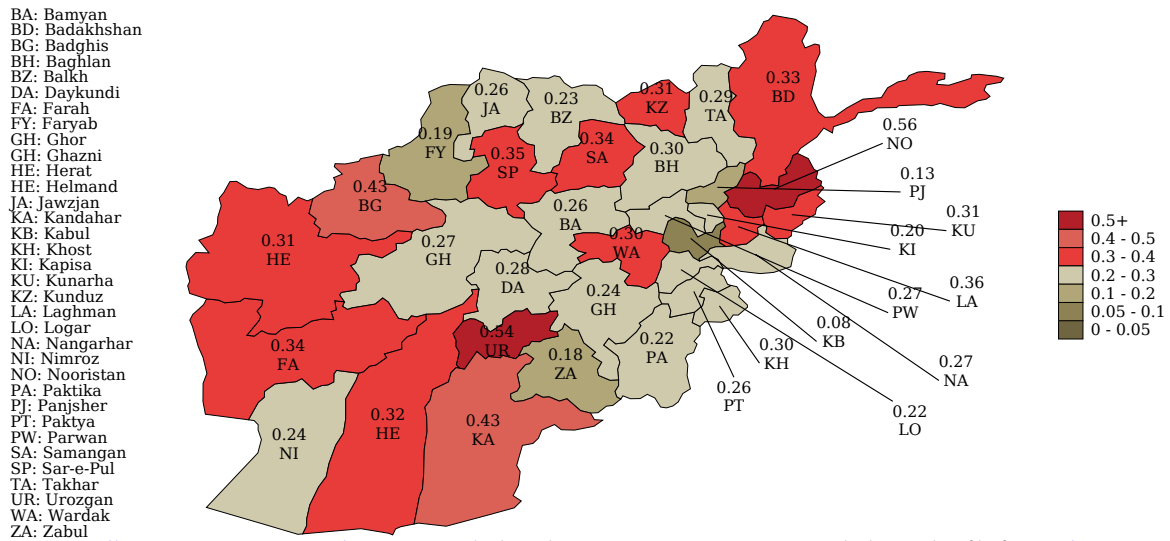 BA: Bamyan
BD: Badakhshan
BG: Badghis
BH: Baghlan
BZ: Balkh
DA: Daykundi
FA: Farah
FY: Faryab
GH: Ghor
GH: Ghazni
HE: Herat
HE: Helmand
JA: Jawzjan
KA: Kandahar
KB: Kabul
KH: Khost
KI: Kapisa
KU: Kunarha
KZ: Kunduz
LA: Laghman
LO: Logar
NA: Nangarhar
NI: Nimroz
NO: Nooristan
PA: Paktika
PJ: Panjsher
PT: Paktya
PW: Parwan
SA: Samangan
SP: Sar-e-Pul
TA: Takhar
UR: Urozgan
WA: Wardak
ZA: Zabul
0.33
BD
0.26
JA
0.23
BZ
0.31
KZ
0.29
TA
0.56
NO
0.19
FY
0.35
SP
0.34
SA
0.30
BH
0.13
PJ
0.43
BG
0.26
BA
0.31
KU
0.20
KI
0.31
HE
0.27
GH
0.30
WA
0.28
DA
0.24
GH
0.36
LA
0.27
PW
0.08
KB
0.34
FA
0.54
UR
0.18
ZA
0.22
PA
0.30
KH
0.27
NA
0.26
PT
0.22
LO
0.24
NI
0.32
HE
0.43
KA
0.5+
0.4 - 0.5
0.3 - 0.4
0.2 - 0.3
0.1 - 0.2
0.05 - 0.1
0 - 0.05